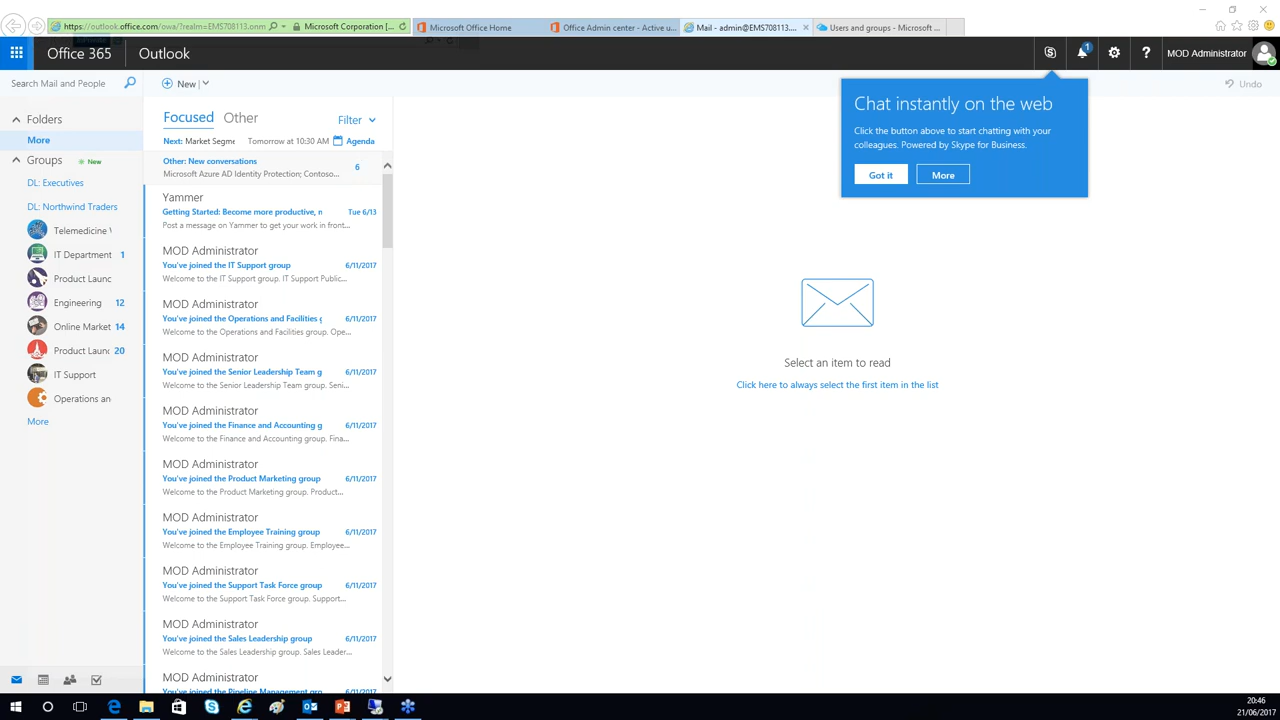 https://outlook.office.com/owa/?realm=EMS708113.onm
Microsoft Corporation [...
Microsoft Office Home
Office Admin center - Active u...
Mail - admin@EMS708113....
Users and groups - Microsoft ...
Office 365
Outlook
1
?
MOD Administrator
Search Mail and People
New
Undo
Chat instantly on the web
Click the button above to start chatting with your
colleagues. Powered by Skype for Business.
Got it
More
Folders
More
Groups
New
DL: Executives
DL: Northwind Traders
Telemedicine
IT Department 1
Product Launc
Engineering 12
Online Market 14
Product Launc 20
IT Support
Operations an
More
Focused Other
Filter
Next: Market Segme Tomorrow at 10:30 AM Agenda
Other: New conversations
6
Microsoft Azure AD Identity Protection; Contoso...
Yammer
Getting Started: Become more productive, n Tue 6/13
Post a message on Yammer to get your work in front...
MOD Administrator
You've joined the IT Support group 6/11/2017
Welcome to the IT Support group. IT Support Public...
MOD Administrator
You've joined the Operations and Facilities g 6/11/2017
Welcome to the Operations and Facilities group. Ope...
MOD Administrator
You've joined the Senior Leadership Team g 6/11/2017
Welcome to the Senior Leadership Team group. Seni...
MOD Administrator
You've joined the Finance and Accounting g 6/11/2017
Welcome to the Finance and Accounting group. Fina...
MOD Administrator
You've joined the Product Marketing group 6/11/2017
Welcome to the Product Marketing group. Product...
MOD Administrator
You've joined the Employee Training group 6/11/2017
Welcome to the Employee Training group. Employee...
MOD Administrator
You've joined the Support Task Force group 6/11/2017
Welcome to the Support Task Force group. Support...
MOD Administrator
You've joined the Sales Leadership group 6/11/2017
Welcome to the Sales Leadership group. Sales Leader...
MOD Administrator
You've joined the Pipeline Management gro 6/11/2017
Select an item to read
Click here to always select the first item in the list
20:46
21/06/2017